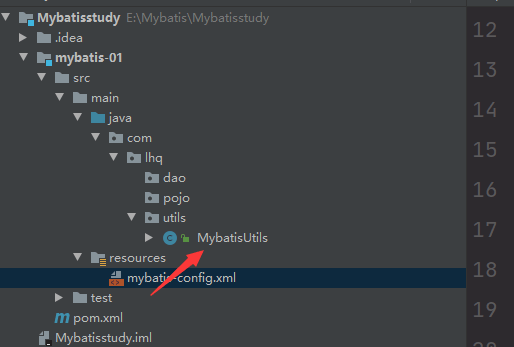 Mybatisstudy E:\Mybatis\Mybatisstudy
.idea
mybatis-01
src
main
java
com
lhq
dao
pojo
utils
C MybatisUtils
resources
mybatis-config.xml
test
m pom.xml
Mybatisstudy.iml
12
13
14
15
16
17
18
19